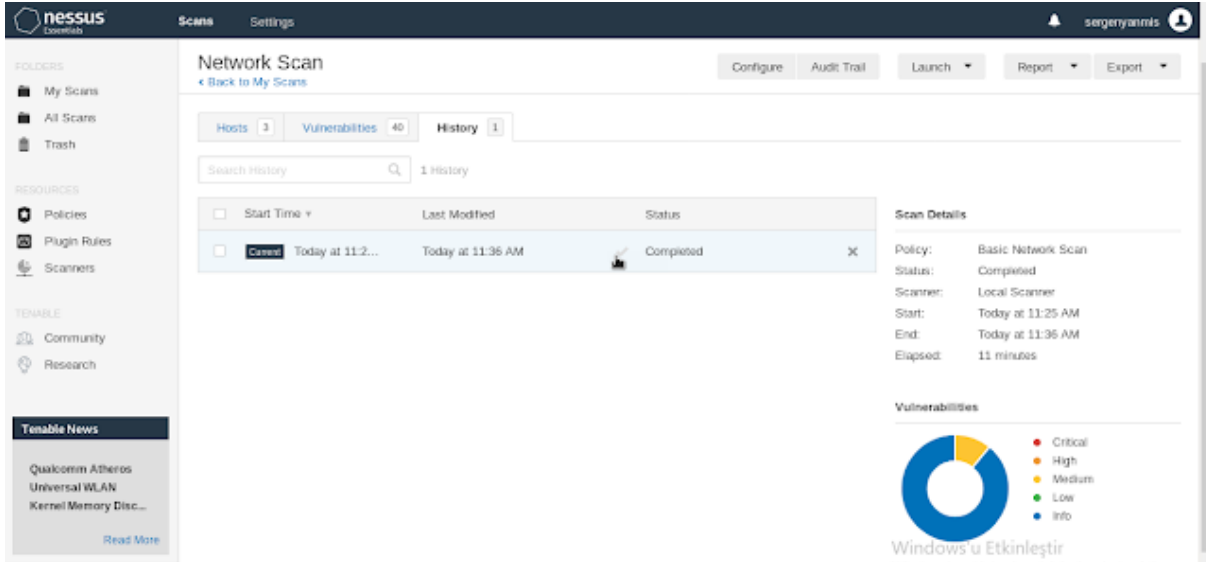 nessus
Essentials
Scans Settings
sergenyanmis
FOLDERS
My Scans
All Scans
Trash
RESOURCES
Policies
Plugin Rules
Scanners
TENABLE
Community
Research
Tenable News
Qualcomm Atheros
Universal WLAN
Kernel Memory Disc...
Read More
Network Scan
Back to My Scans
Configure Audit Trail Launch Report Export
Hosts 3 Vulnerabilities 40 History 1
Search History 1 History
Start Time Last Modified Status
Current Today at 11:2... Today at 11:36 AM Completed
Scan Details
Policy: Basic Network Scan
Status: Completed
Scanner: Local Scanner
Start: Today at 11:25 AM
End: Today at 11:36 AM
Elapsed: 11 minutes
Vulnerabilities
Critical
High
Medium
Low
Info
Windows'u Etkinleştir